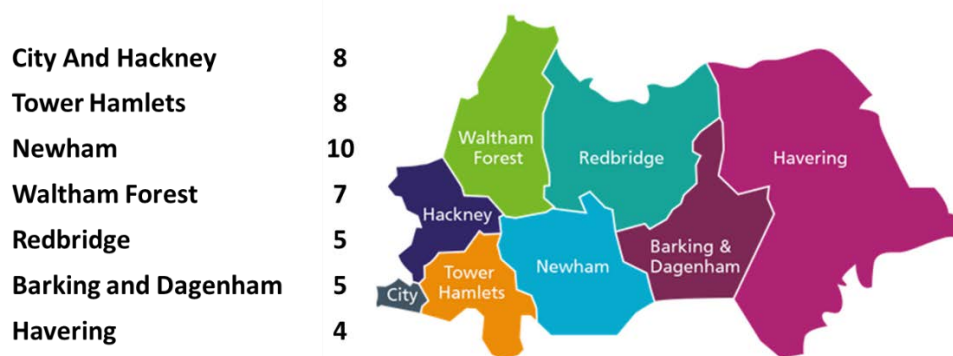 City And Hackney 8
Tower Hamlets 8
Newham 10
Waltham Forest 7
Redbridge 5
Barking and Dagenham 5
Havering 4
Waltham
Forest
Redbridge
Havering
Hackney
Barking &
Dagenham
Newham
Tower
Hamlets
City